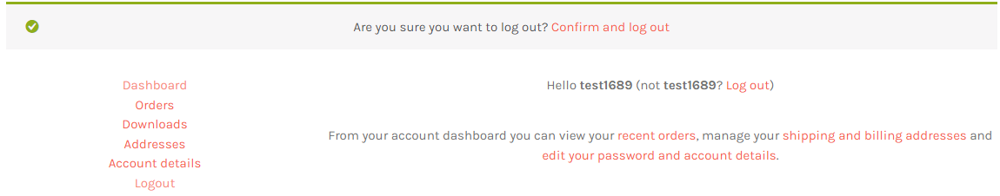 Are you sure you want to log out? Confirm and log out
Dashboard
Orders
Downloads
Addresses
Account details
Logout
Hello test1689 (not test1689? Log out)
From your account dashboard you can view your recent orders, manage your shipping and billing addresses and
edit your password and account details.